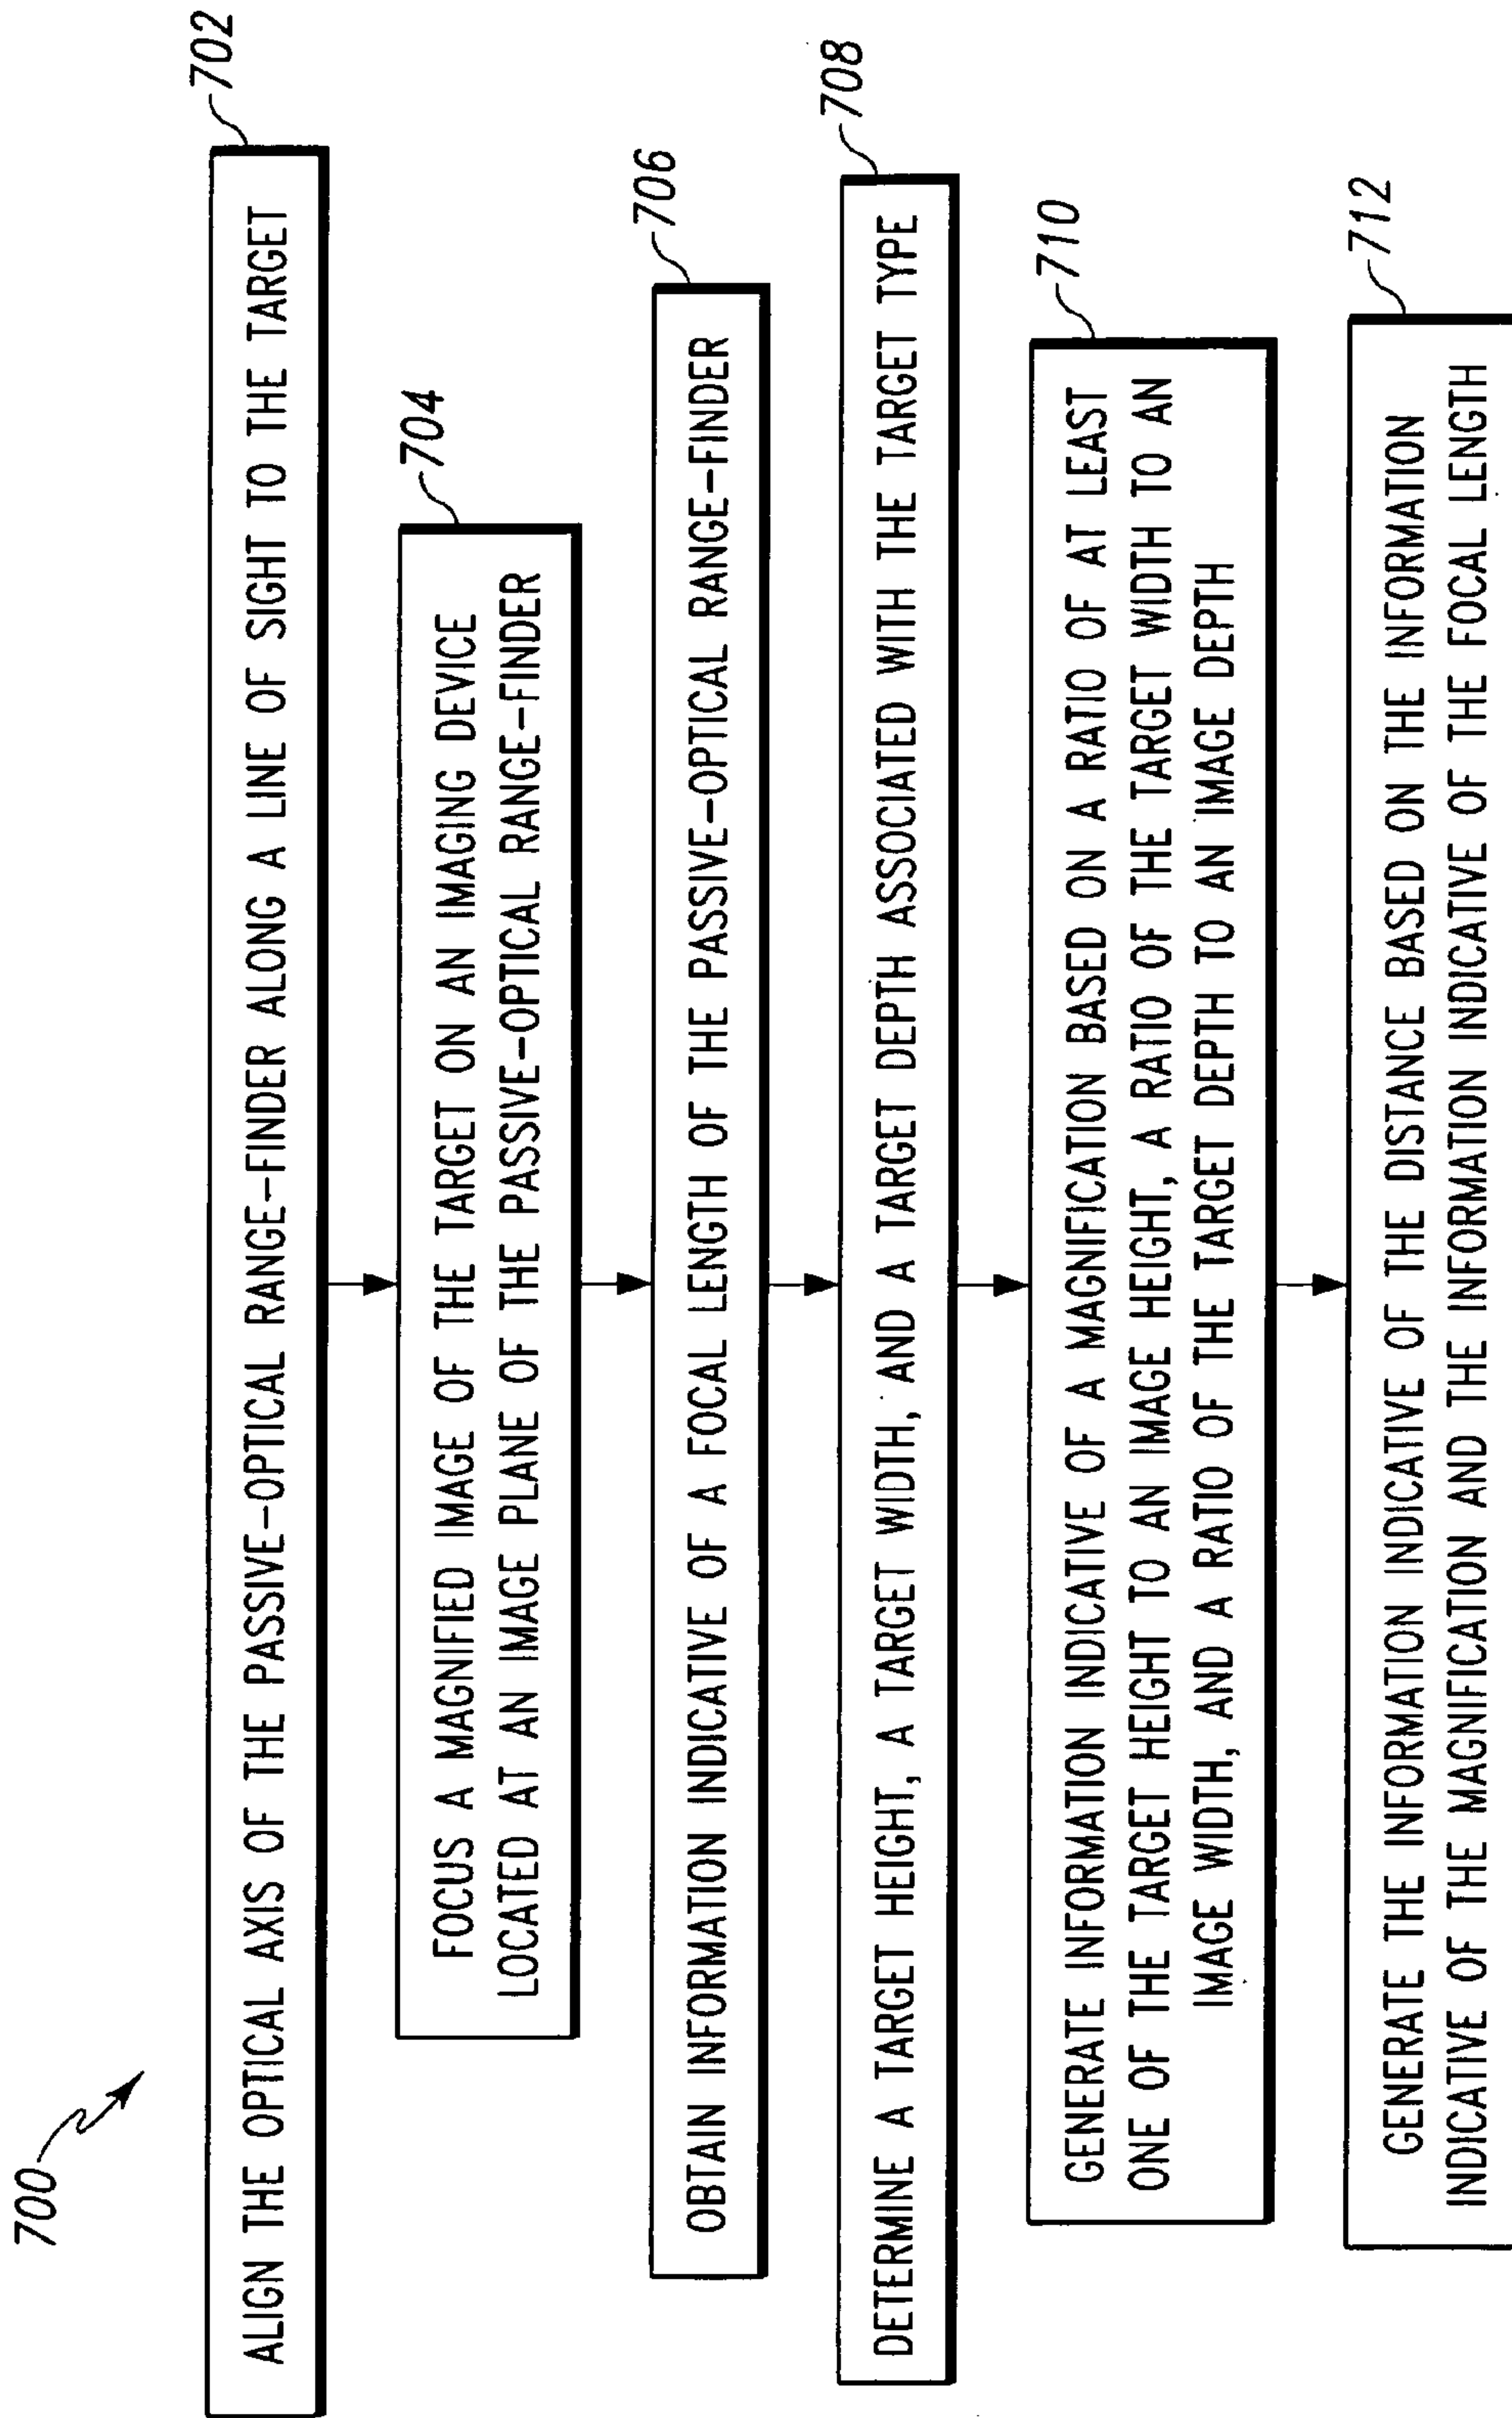 700
702
ALIGN THE OPTICAL AXIS OF THE PASSIVE-OPTICAL RANGE-FINDER ALONG A LINE OF SIGHT TO THE TARGET
704
FOCUS A MAGNIFIED IMAGE OF THE TARGET ON AN IMAGING DEVICE
LOCATED AT AN IMAGE PLANE OF THE PASSIVE-OPTICAL RANGE-FINDER
706
OBTAIN INFORMATION INDICATIVE OF A FOCAL LENGTH OF THE PASSIVE-OPTICAL RANGE-FINDER
708
DETERMINE A TARGET HEIGHT, A TARGET WIDTH, AND A TARGET DEPTH ASSOCIATED WITH THE TARGET TYPE
710
GENERATE INFORMATION INDICATIVE OF A MAGNIFICATION BASED ON A RATIO OF AT LEAST
ONE OF THE TARGET HEIGHT TO AN IMAGE HEIGHT, A RATIO OF THE TARGET WIDTH TO AN
IMAGE WIDTH, AND A RATIO OF THE TARGET DEPTH TO AN IMAGE DEPTH
712
GENERATE THE INFORMATION INDICATIVE OF THE DISTANCE BASED ON THE INFORMATION
INDICATIVE OF THE MAGNIFICATION AND THE INFORMATION INDICATIVE OF THE FOCAL LENGTH